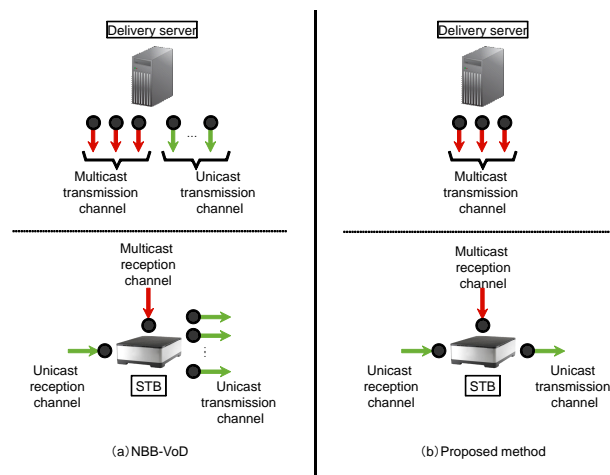 Delivery server
...
Multicast
transmission
channel
Unicast
transmission
channel
Multicast
reception
channel
Unicast
reception
channel
STB
...
Unicast
transmission
channel
(a)NBB-VoD
Delivery server
Multicast
transmission
channel
Multicast
reception
channel
Unicast
reception
channel
STB
Unicast
transmission
channel
(b)Proposed method